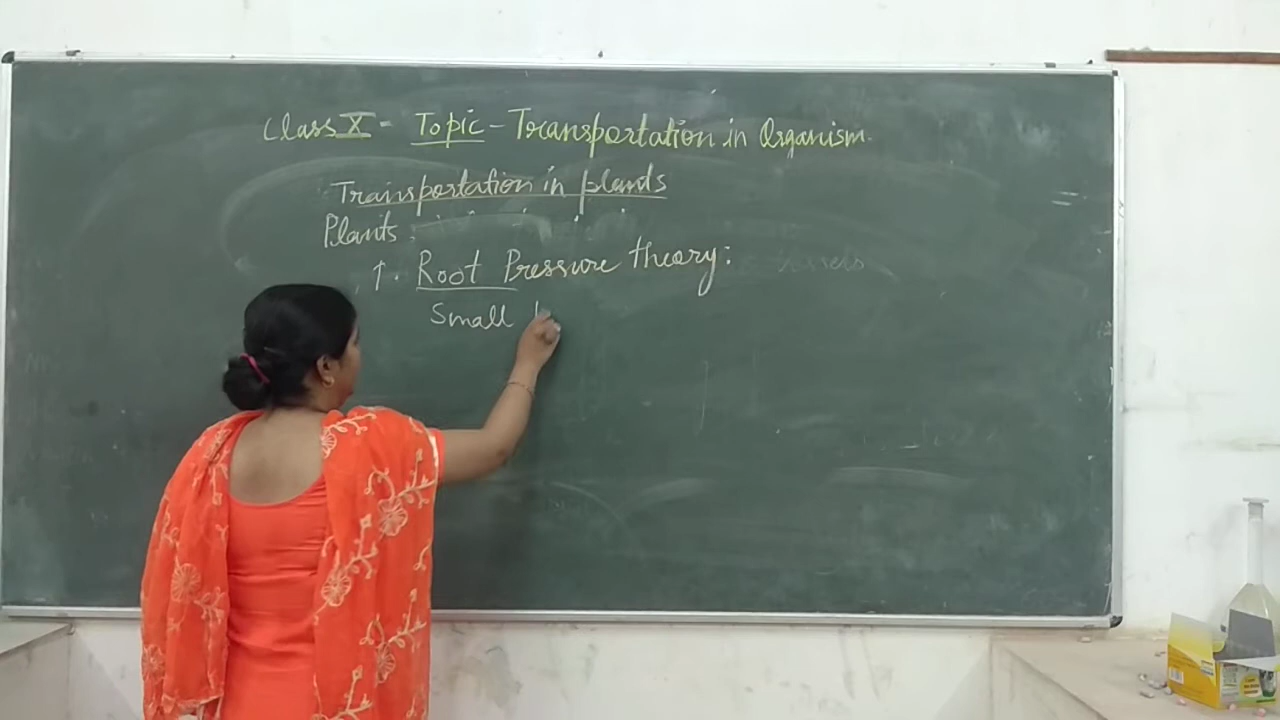 Class X - Topic - Transportation in Organism.
Transportation in plants
Plants :
1. Root Pressure theory:
Small